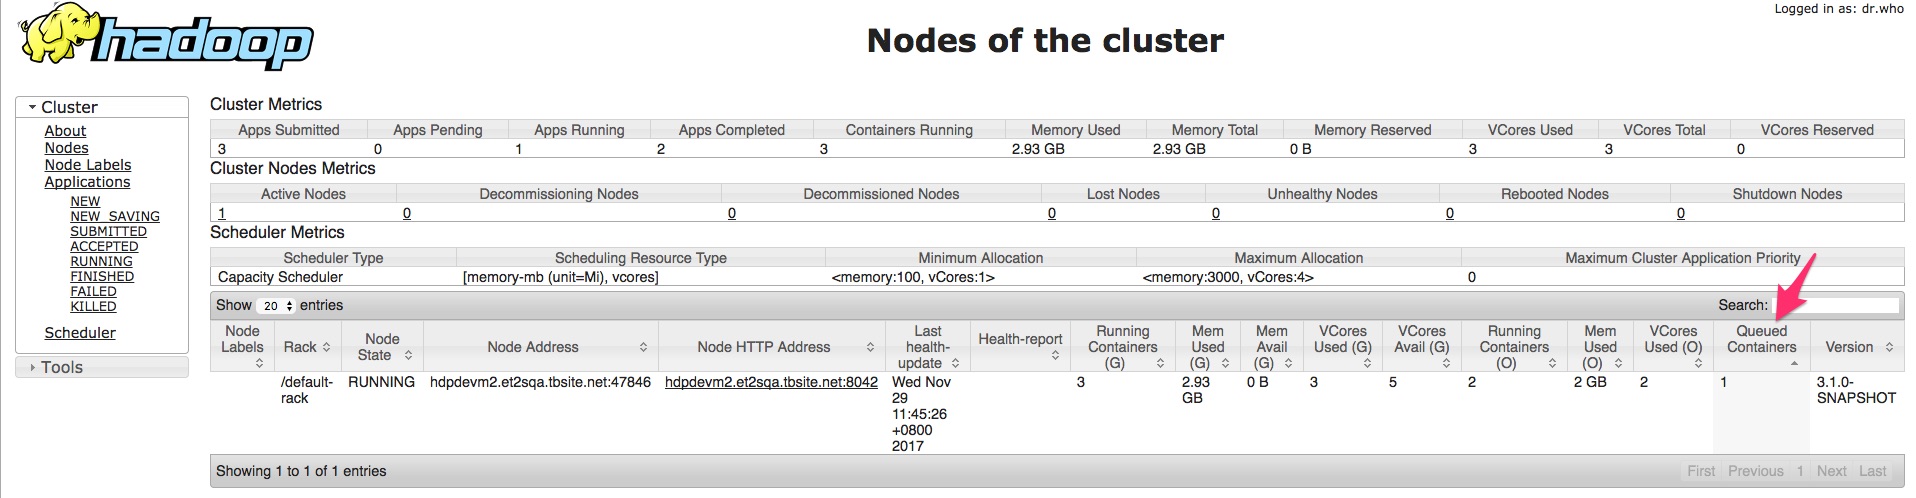 Logged in as: dr.who
hadoop
Nodes of the cluster
Cluster
About
Nodes
Node Labels
Applications
NEW
NEW_SAVING
SUBMITTED
ACCEPTED
RUNNING
FINISHED
FAILED
KILLED
Scheduler
Tools
Cluster Metrics
Apps Submitted Apps Pending Apps Running Apps Completed Containers Running Memory Used Memory Total Memory Reserved VCores Used VCores Total VCores Reserved
3 0 1 2 3 2.93 GB 2.93 GB 0 B 3 3 0
Cluster Nodes Metrics
Active Nodes Decommissioning Nodes Decommissioned Nodes Lost Nodes Unhealthy Nodes Rebooted Nodes Shutdown Nodes
1 0 0 0 0 0 0
Scheduler Metrics
Scheduler Type Scheduling Resource Type Minimum Allocation Maximum Allocation Maximum Cluster Application Priority
Capacity Scheduler [memory-mb (unit=Mi), vcores] <memory:100, vCores:1> <memory:3000, vCores:4> 0
Show 20 entries Search:
Node Labels Rack Node State Node Address Node HTTP Address Last health-update Health-report Running Containers (G) Mem Used (G) Mem Avail (G) VCores Used (G) VCores Avail (G) Running Containers (O) Mem Used (O) VCores Used (O) Queued Containers Version
/default-rack RUNNING hdpdevm2.et2sqa.tbsite.net:47846 hdpdevm2.et2sqa.tbsite.net:8042 Wed Nov 29 11:45:26 +0800 2017 3 2.93 GB 0 B 3 5 2 2 GB 2 1 3.1.0-SNAPSHOT
Showing 1 to 1 of 1 entries First Previous 1 Next Last